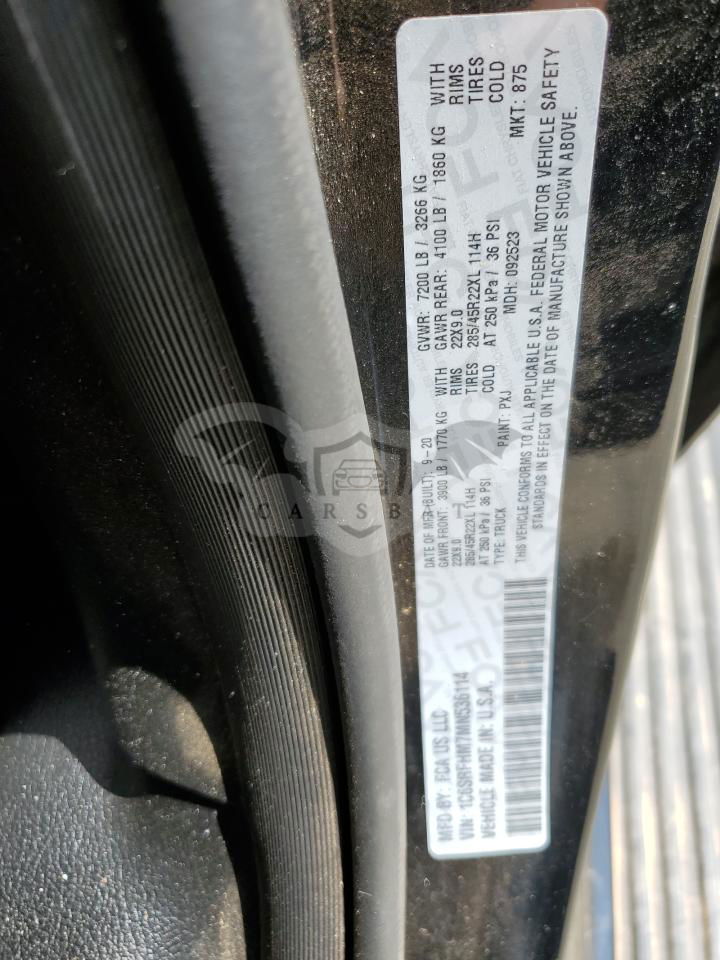 MFD BY: FCA US LLC
DATE OF MFR (BUILT): 9-20
GVWR: 7200 LB / 3266 KG
VIN: 1C6SRFHM7MN536114
GAWR FRONT: 3900 LB / 1770 KG WITH
GAWR REAR: 4100 LB / 1860 KG WITH
VEHICLE MADE IN: U.S.A.
22X9.0 RIMS
22X9.0 RIMS
285/45R22XL 114H TIRES
285/45R22XL 114H TIRES
AT 250 kPa / 36 PSI COLD
AT 250 kPa / 36 PSI COLD
TYPE: TRUCK
PAINT: PXJ
MDH: 092523
MKT: 875
THIS VEHICLE CONFORMS TO ALL APPLICABLE U.S.A. FEDERAL MOTOR VEHICLE SAFETY
STANDARDS IN EFFECT ON THE DATE OF MANUFACTURE SHOWN ABOVE.